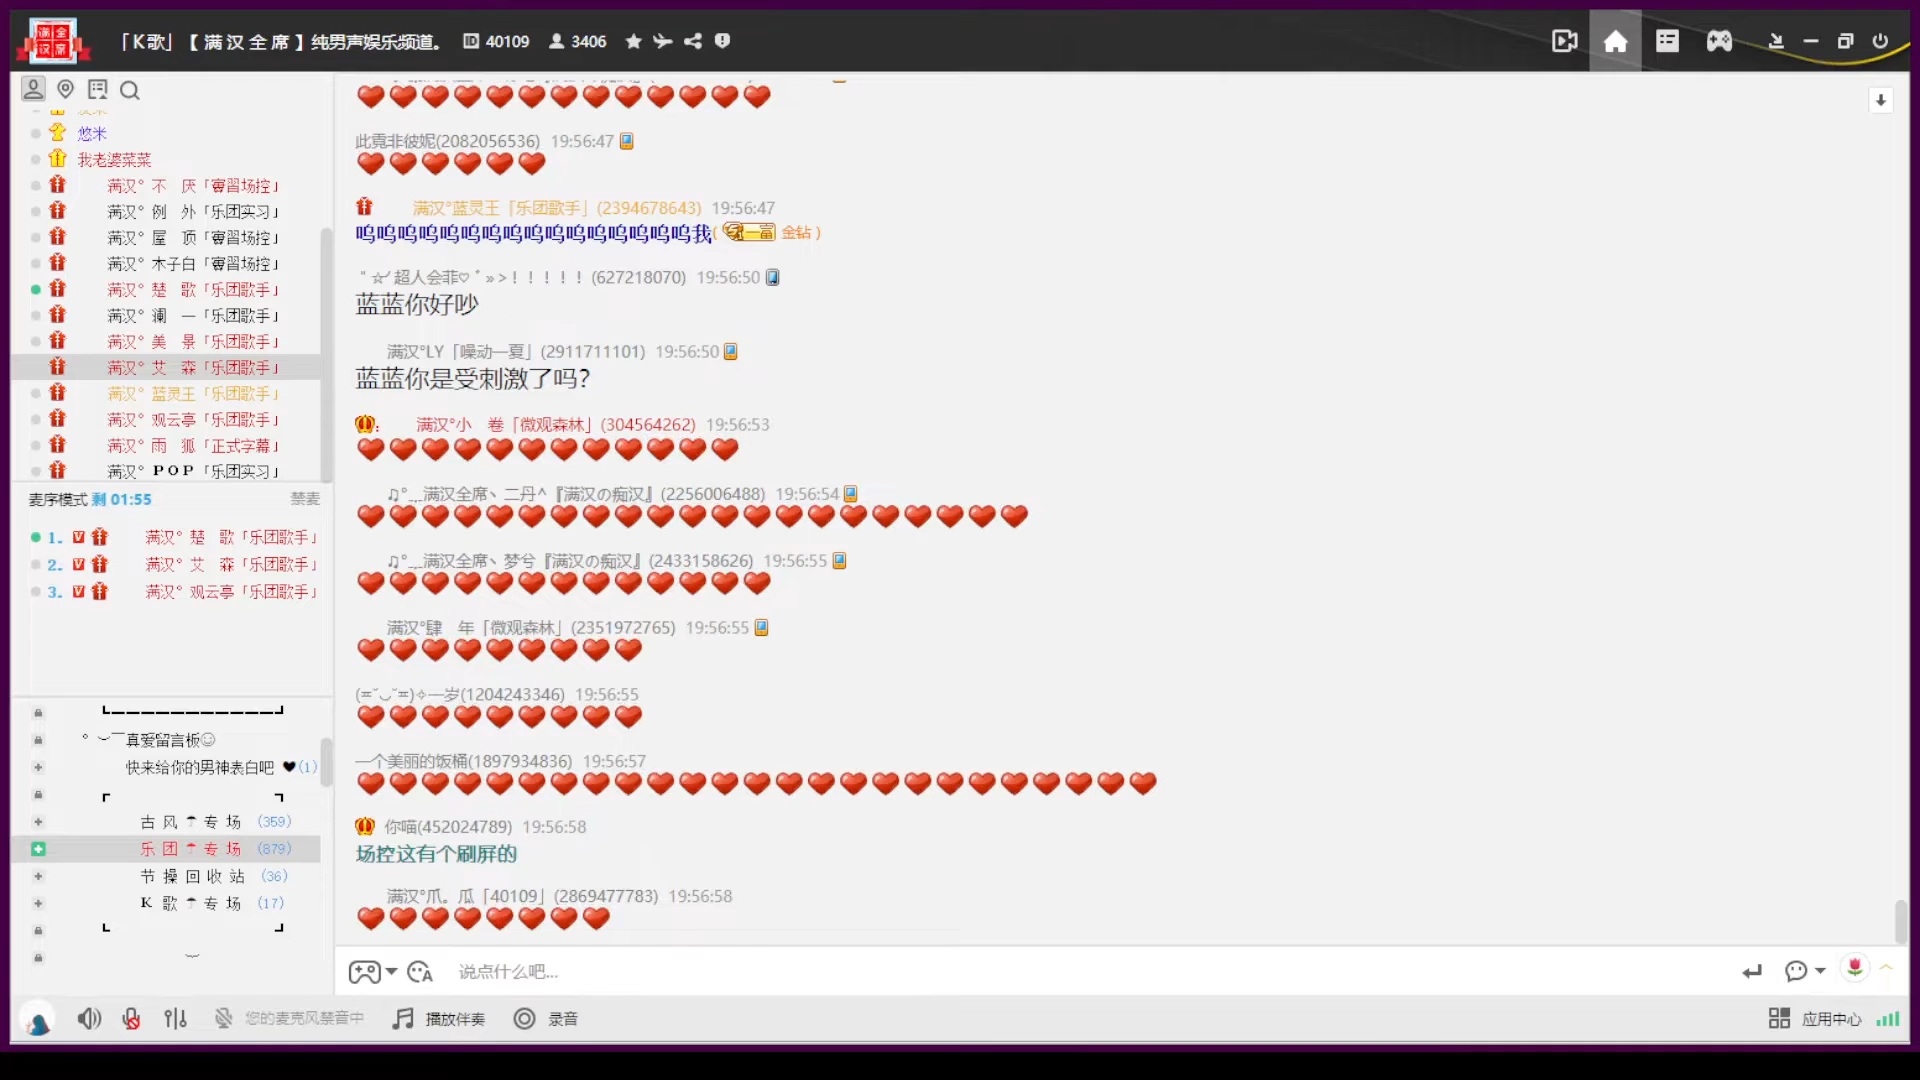 满汉全席
「K歌」【 满 汉 全 席 】纯男声娱乐频道。 ID 40109 3406
悠米
我老婆菜菜
满汉° 不 厌「實習场控」
满汉° 例 外「乐团实习」
满汉° 屋 顶「實習场控」
满汉° 木子白「實習场控」
满汉° 楚 歌「乐团歌手」
满汉° 澜 一「乐团歌手」
满汉° 美 景「乐团歌手」
满汉° 艾 森「乐团歌手」
满汉° 蓝灵王「乐团歌手」
满汉° 观云亭「乐团歌手」
满汉° 雨 狐「正式字幕」
满汉° P O P「乐团实习」
麦序模式 剩 01:55 禁麦
1. V 满汉° 楚 歌「乐团歌手」
2. V 满汉° 艾 森「乐团歌手」
3. V 满汉° 观云亭「乐团歌手」
真爱留言板
快来给你的男神表白吧 ♥(1)
古 风 ☂ 专 场 (359)
乐 团 ☂ 专 场 (879)
节 操 回 收 站 (36)
K 歌 ☂ 专 场 (17)
此竟非彼妮(2082056536) 19:56:47
满汉°蓝灵王「乐团歌手」(2394678643) 19:56:47
呜呜呜呜呜呜呜呜呜呜呜呜呜呜呜呜我( 一富 金钻 )
" ☆╯超人会菲♡ ﾞ » > ! ! ! ! ! (627218070) 19:56:50
蓝蓝你好吵
满汉°LY「噪动一夏」(2911711101) 19:56:50
蓝蓝你是受刺激了吗?
满汉°小 卷「微观森林」(304564262) 19:56:53
♫°﹎满汉全席丶二丹^『满汉の痴汉』(2256006488) 19:56:54
♫°﹎满汉全席丶梦兮『满汉の痴汉』(2433158626) 19:56:55
满汉°肆 年「微观森林」(2351972765) 19:56:55
(≖˘◡˘≖)✧一岁(1204243346) 19:56:55
一个美丽的饭桶(1897934836) 19:56:57
你喵(452024789) 19:56:58
场控这有个刷屏的
满汉°爪。瓜「40109」(2869477783) 19:56:58
说点什么吧...
您的麦克风禁音中 播放伴奏 录音 应用中心